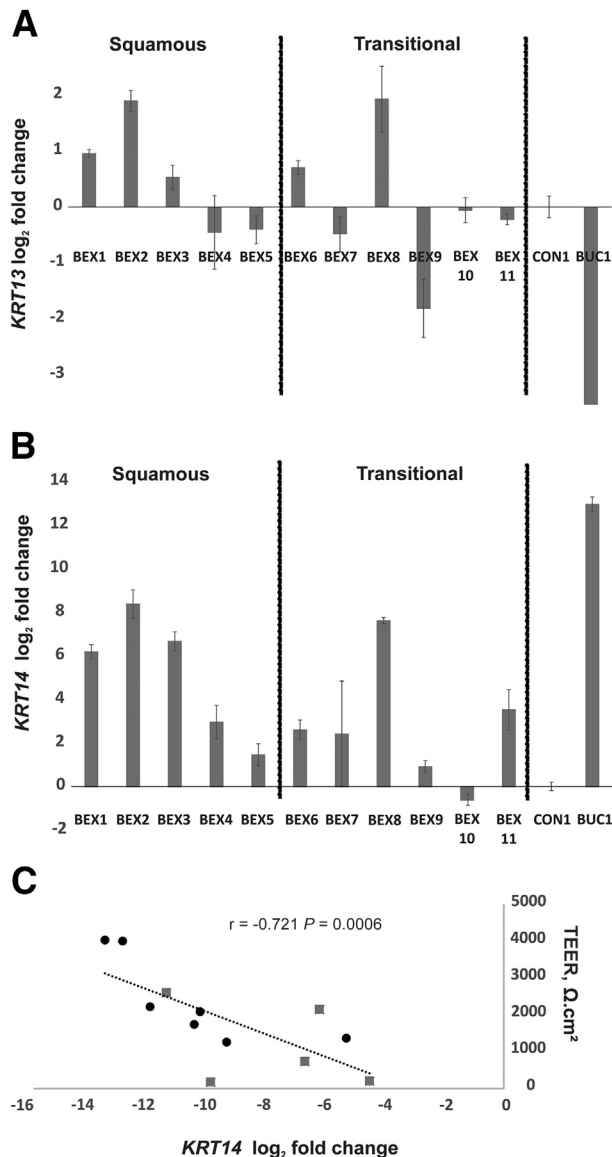 A
Squamous
Transitional
2
1
0
-1
-2
-3
KRT13 log2 fold change
BEX1 BEX2 BEX3 BEX4 BEX5 BEX6 BEX7 BEX8 BEX9 BEX 10 BEX 11 CON1 BUC1
B
Squamous
Transitional
14
12
10
8
6
4
2
0
-2
KRT14 log2 fold change
BEX1 BEX2 BEX3 BEX4 BEX5 BEX6 BEX7 BEX8 BEX9 BEX 10 BEX 11 CON1 BUC1
C
r = -0.721 P = 0.0006
5000
4000
3000
2000
1000
0
TEER, Ω.cm²
-16 -14 -12 -10 -8 -6 -4 -2 0
KRT14 log2 fold change